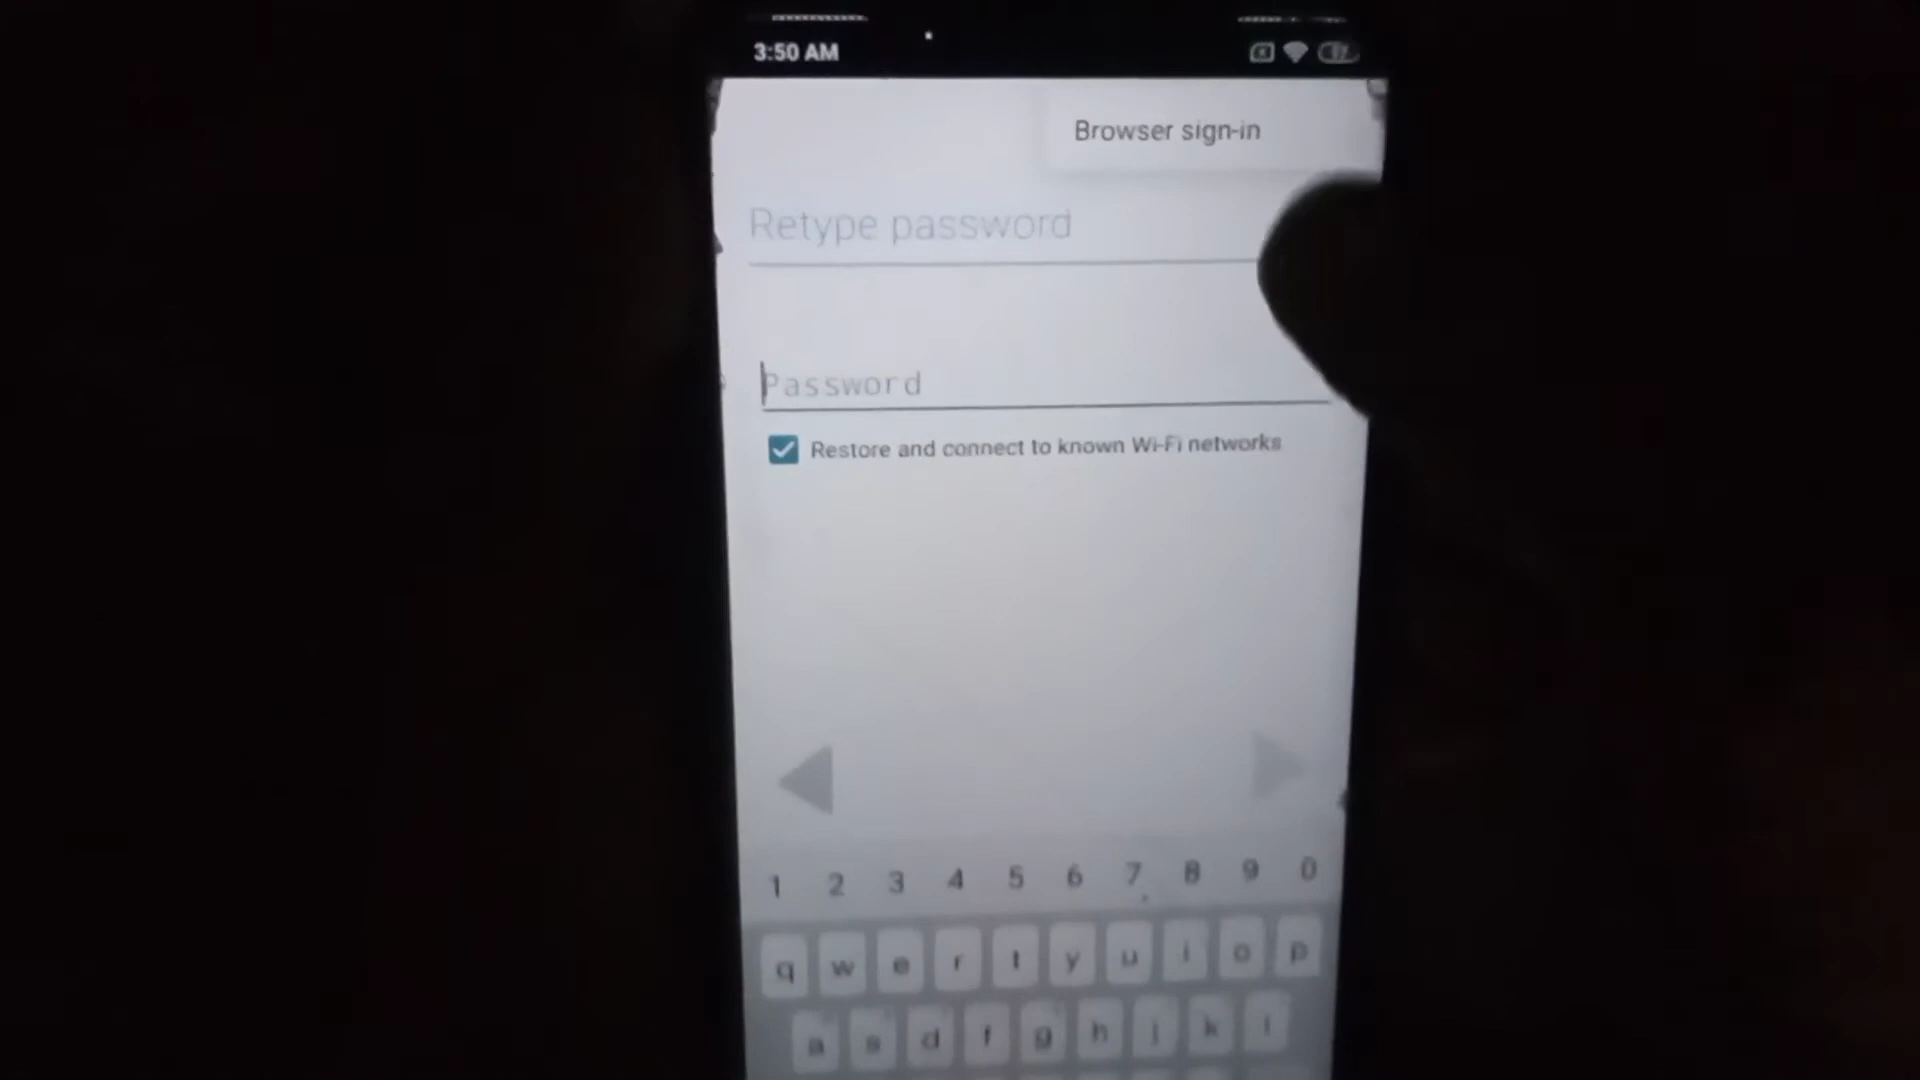 3:50 AM
Browser sign-in
Retype password
Password
Restore and connect to known Wi-Fi networks
1 2 3 4 5 6 7 8 9 0
q w e r t y u i o p
a s d f g h j k l